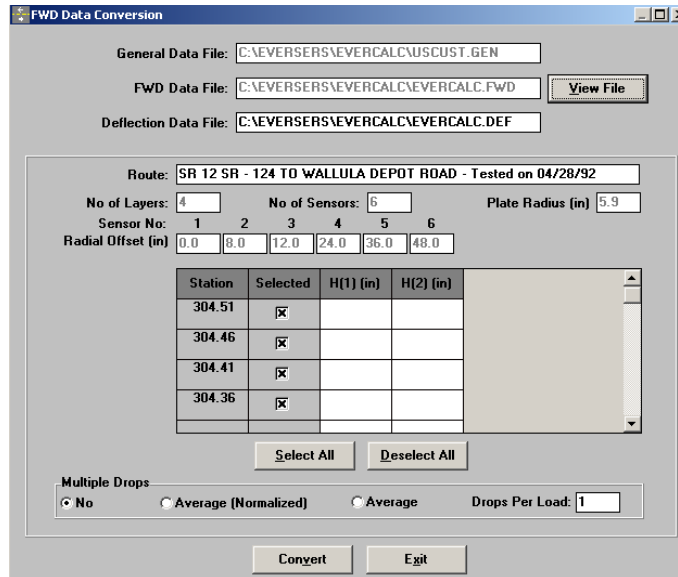 FWD Data Conversion
General Data File: C:\EVERSERS\EVERCALC\USCUST.GEN
FWD Data File: C:\EVERSERS\EVERCALC\EVERCALC.FWD View File
Deflection Data File: C:\EVERSERS\EVERCALC\EVERCALC.DEF
Route: SR 12 SR - 124 TO WALLULA DEPOT ROAD - Tested on 04/28/92
No of Layers: 4 No of Sensors: 6 Plate Radius (in) 5.9
Sensor No: 1 2 3 4 5 6
Radial Offset (in) 0.0 8.0 12.0 24.0 36.0 48.0
Station Selected H(1) (in) H(2) (in)
304.51
304.46
304.41
304.36
Select All Deselect All
Multiple Drops
No Average (Normalized) Average Drops Per Load: 1
Convert Exit